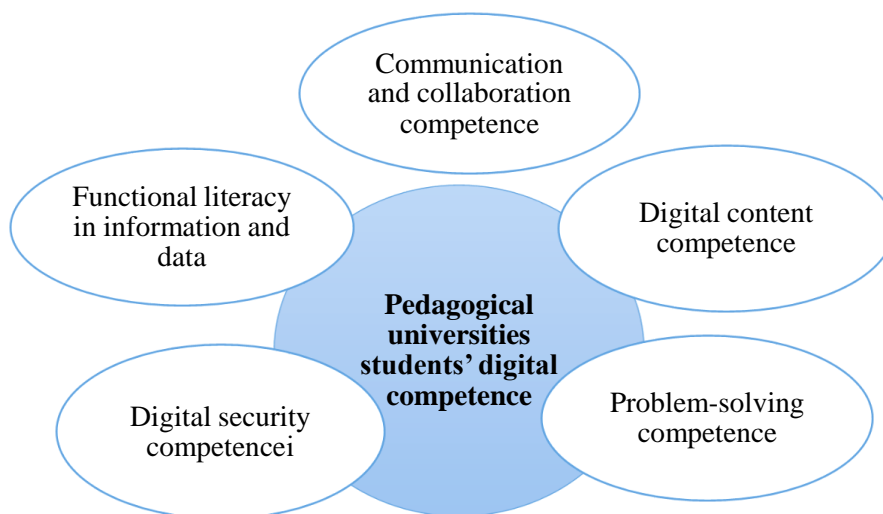 Communication
and collaboration
competence
Functional literacy
in information and
data
Digital content
competence
Pedagogical
universities
students’ digital
competence
Digital security
competencei
Problem-solving
competence